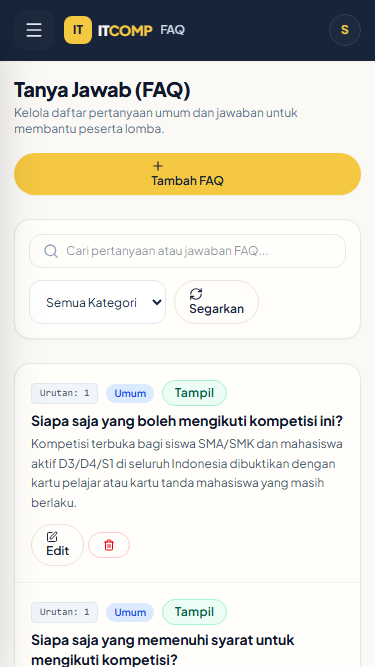 IT ITCOMP FAQ S
Tanya Jawab (FAQ)
Kelola daftar pertanyaan umum dan jawaban untuk
membantu peserta lomba.
Tambah FAQ
Cari pertanyaan atau jawaban FAQ...
Semua Kategori
Segarkan
Urutan: 1 Umum Tampil
Siapa saja yang boleh mengikuti kompetisi ini?
Kompetisi terbuka bagi siswa SMA/SMK dan mahasiswa
aktif D3/D4/S1 di seluruh Indonesia dibuktikan dengan
kartu pelajar atau kartu tanda mahasiswa yang masih
berlaku.
Edit
Urutan: 1 Umum Tampil
Siapa saja yang memenuhi syarat untuk
mengikuti kompetisi?